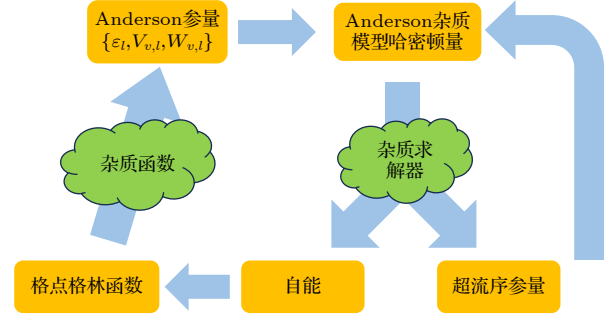 Anderson参量
{εl,Vv,l,Wv,l}
Anderson杂质
模型哈密顿量
杂质函数
杂质求
解器
格点格林函数
自能
超流序参量